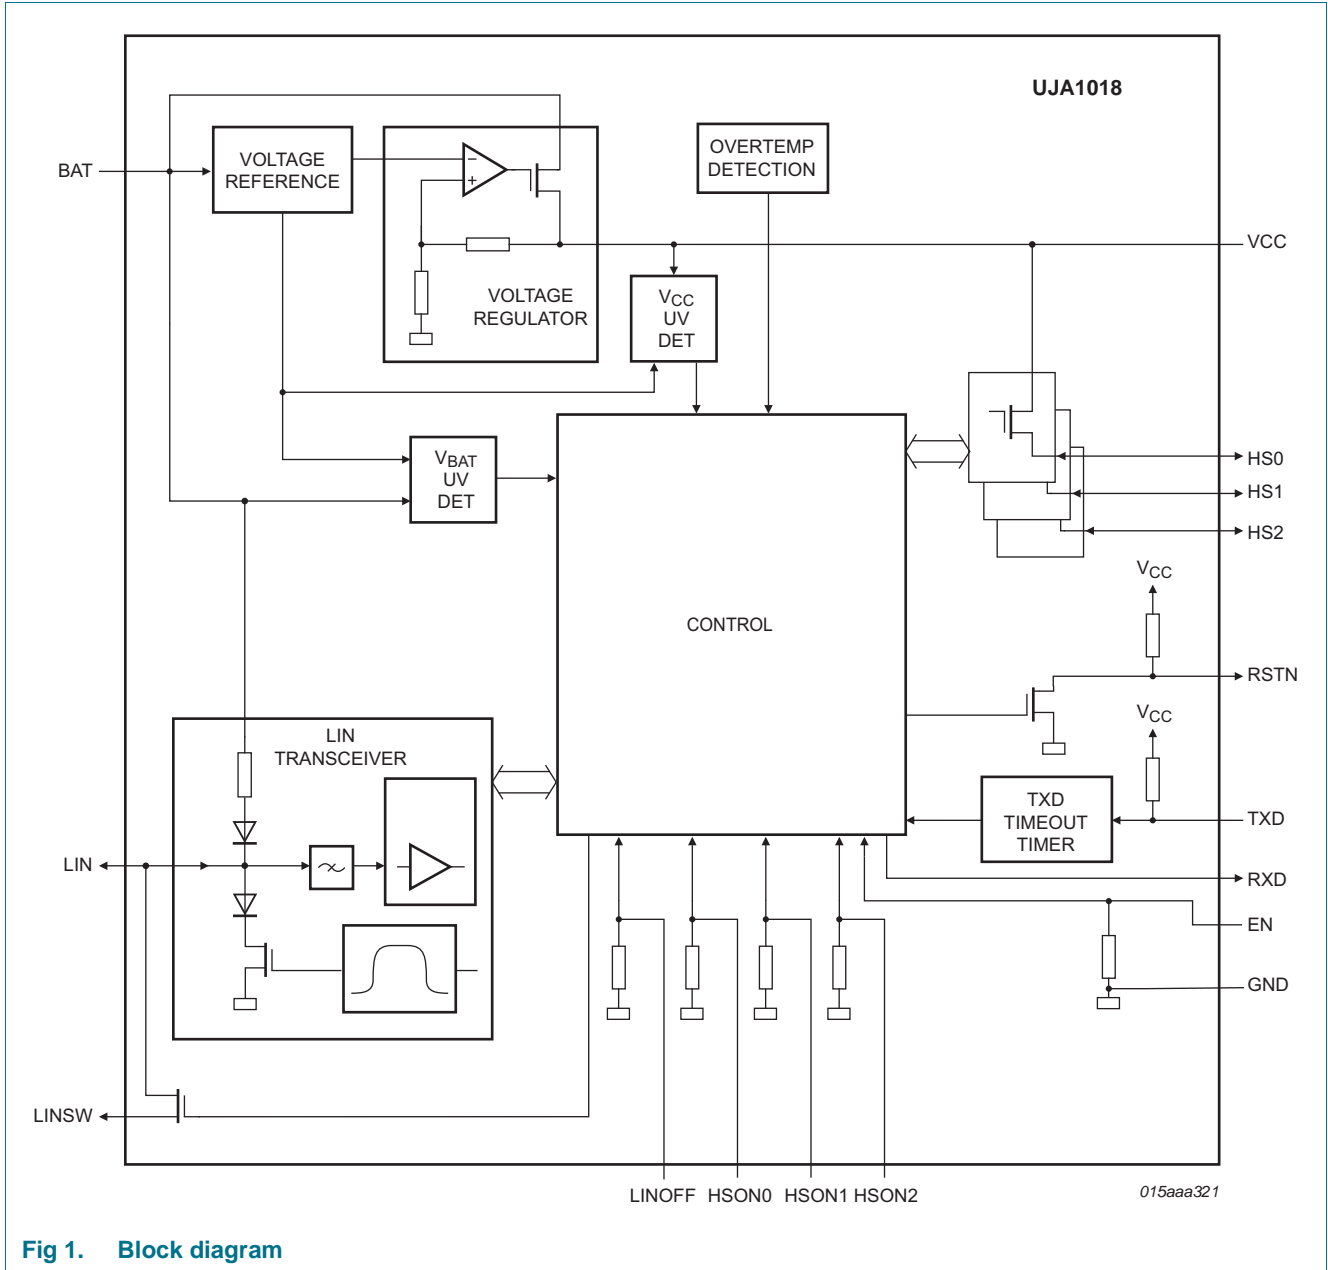 UJA1018
BAT
VOLTAGE
REFERENCE
−
+
VOLTAGE
REGULATOR
OVERTEMP
DETECTION
VCC
VCC
UV
DET
VBAT
UV
DET
CONTROL
HS0
HS1
HS2
VCC
RSTN
VCC
TXD
TIMEOUT
TIMER
TXD
RXD
EN
GND
LIN
TRANSCEIVER
LIN
LINSW
LINOFF HSON0 HSON1 HSON2
015aaa321
Fig 1. Block diagram